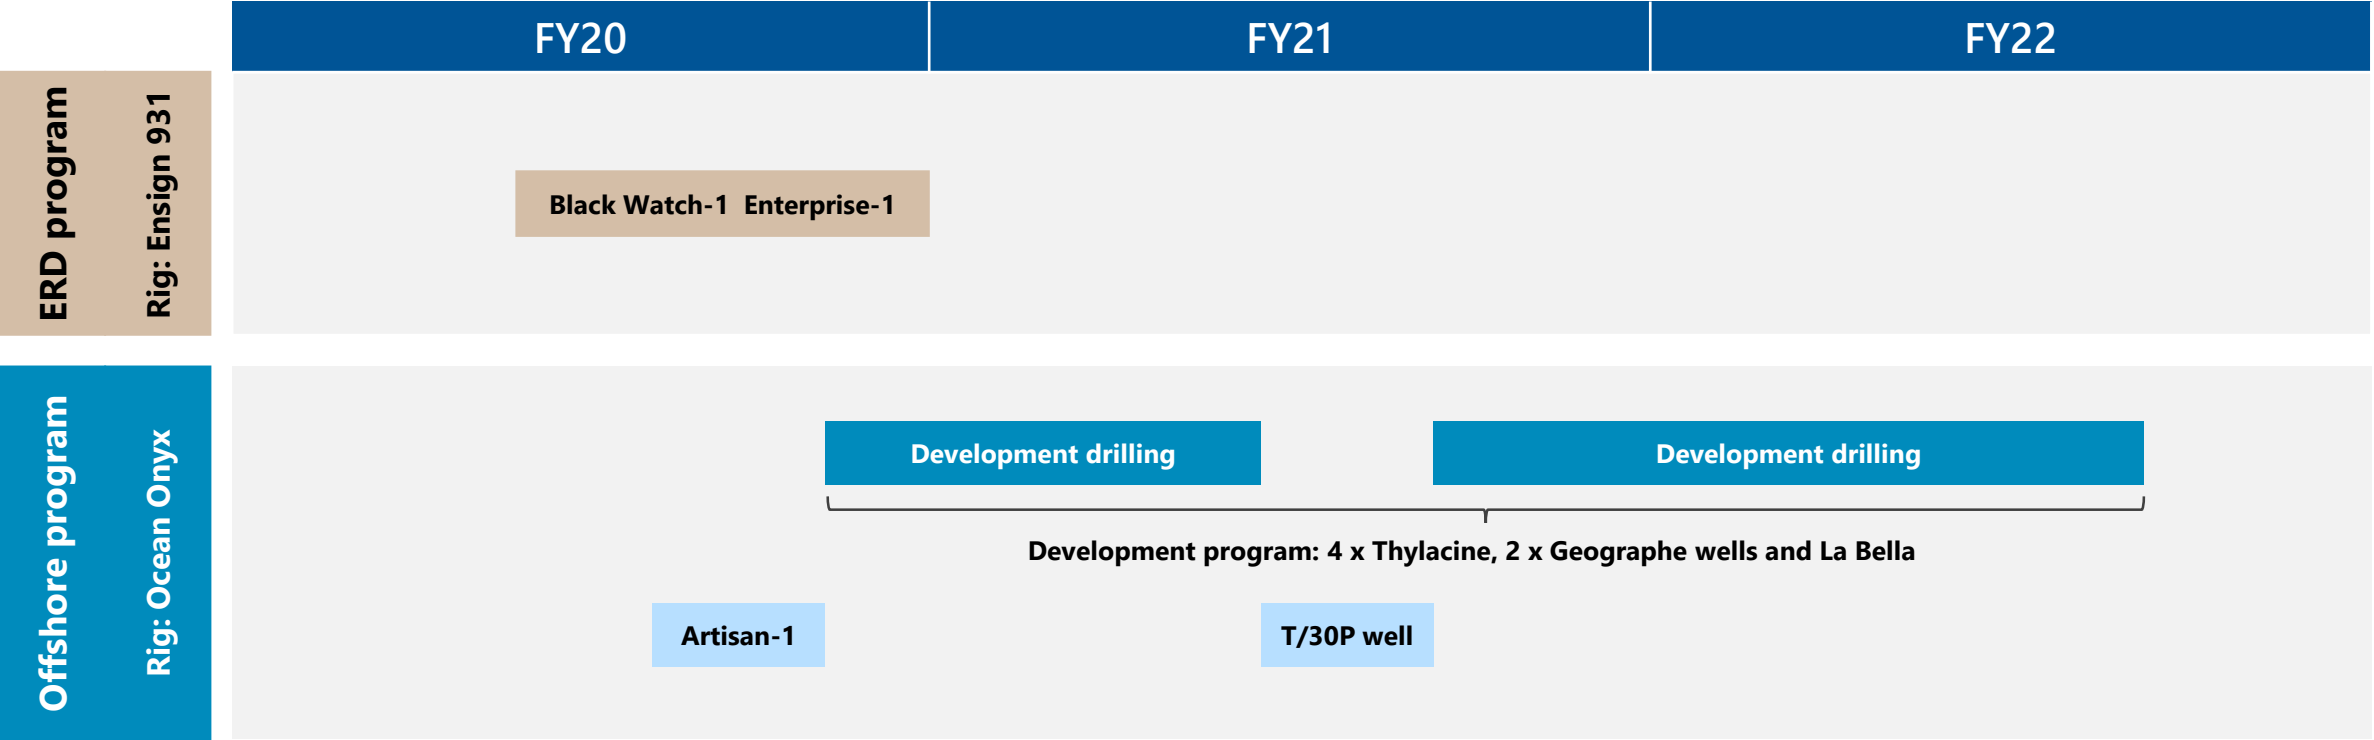 FY20
FY21
FY22
ERD program
Rig: Ensign 931
Black Watch-1 Enterprise-1
Offshore program
Rig: Ocean Onyx
Development drilling
Development drilling
Development program: 4 x Thylacine, 2 x Geographe wells and La Bella
Artisan-1
T/30P well